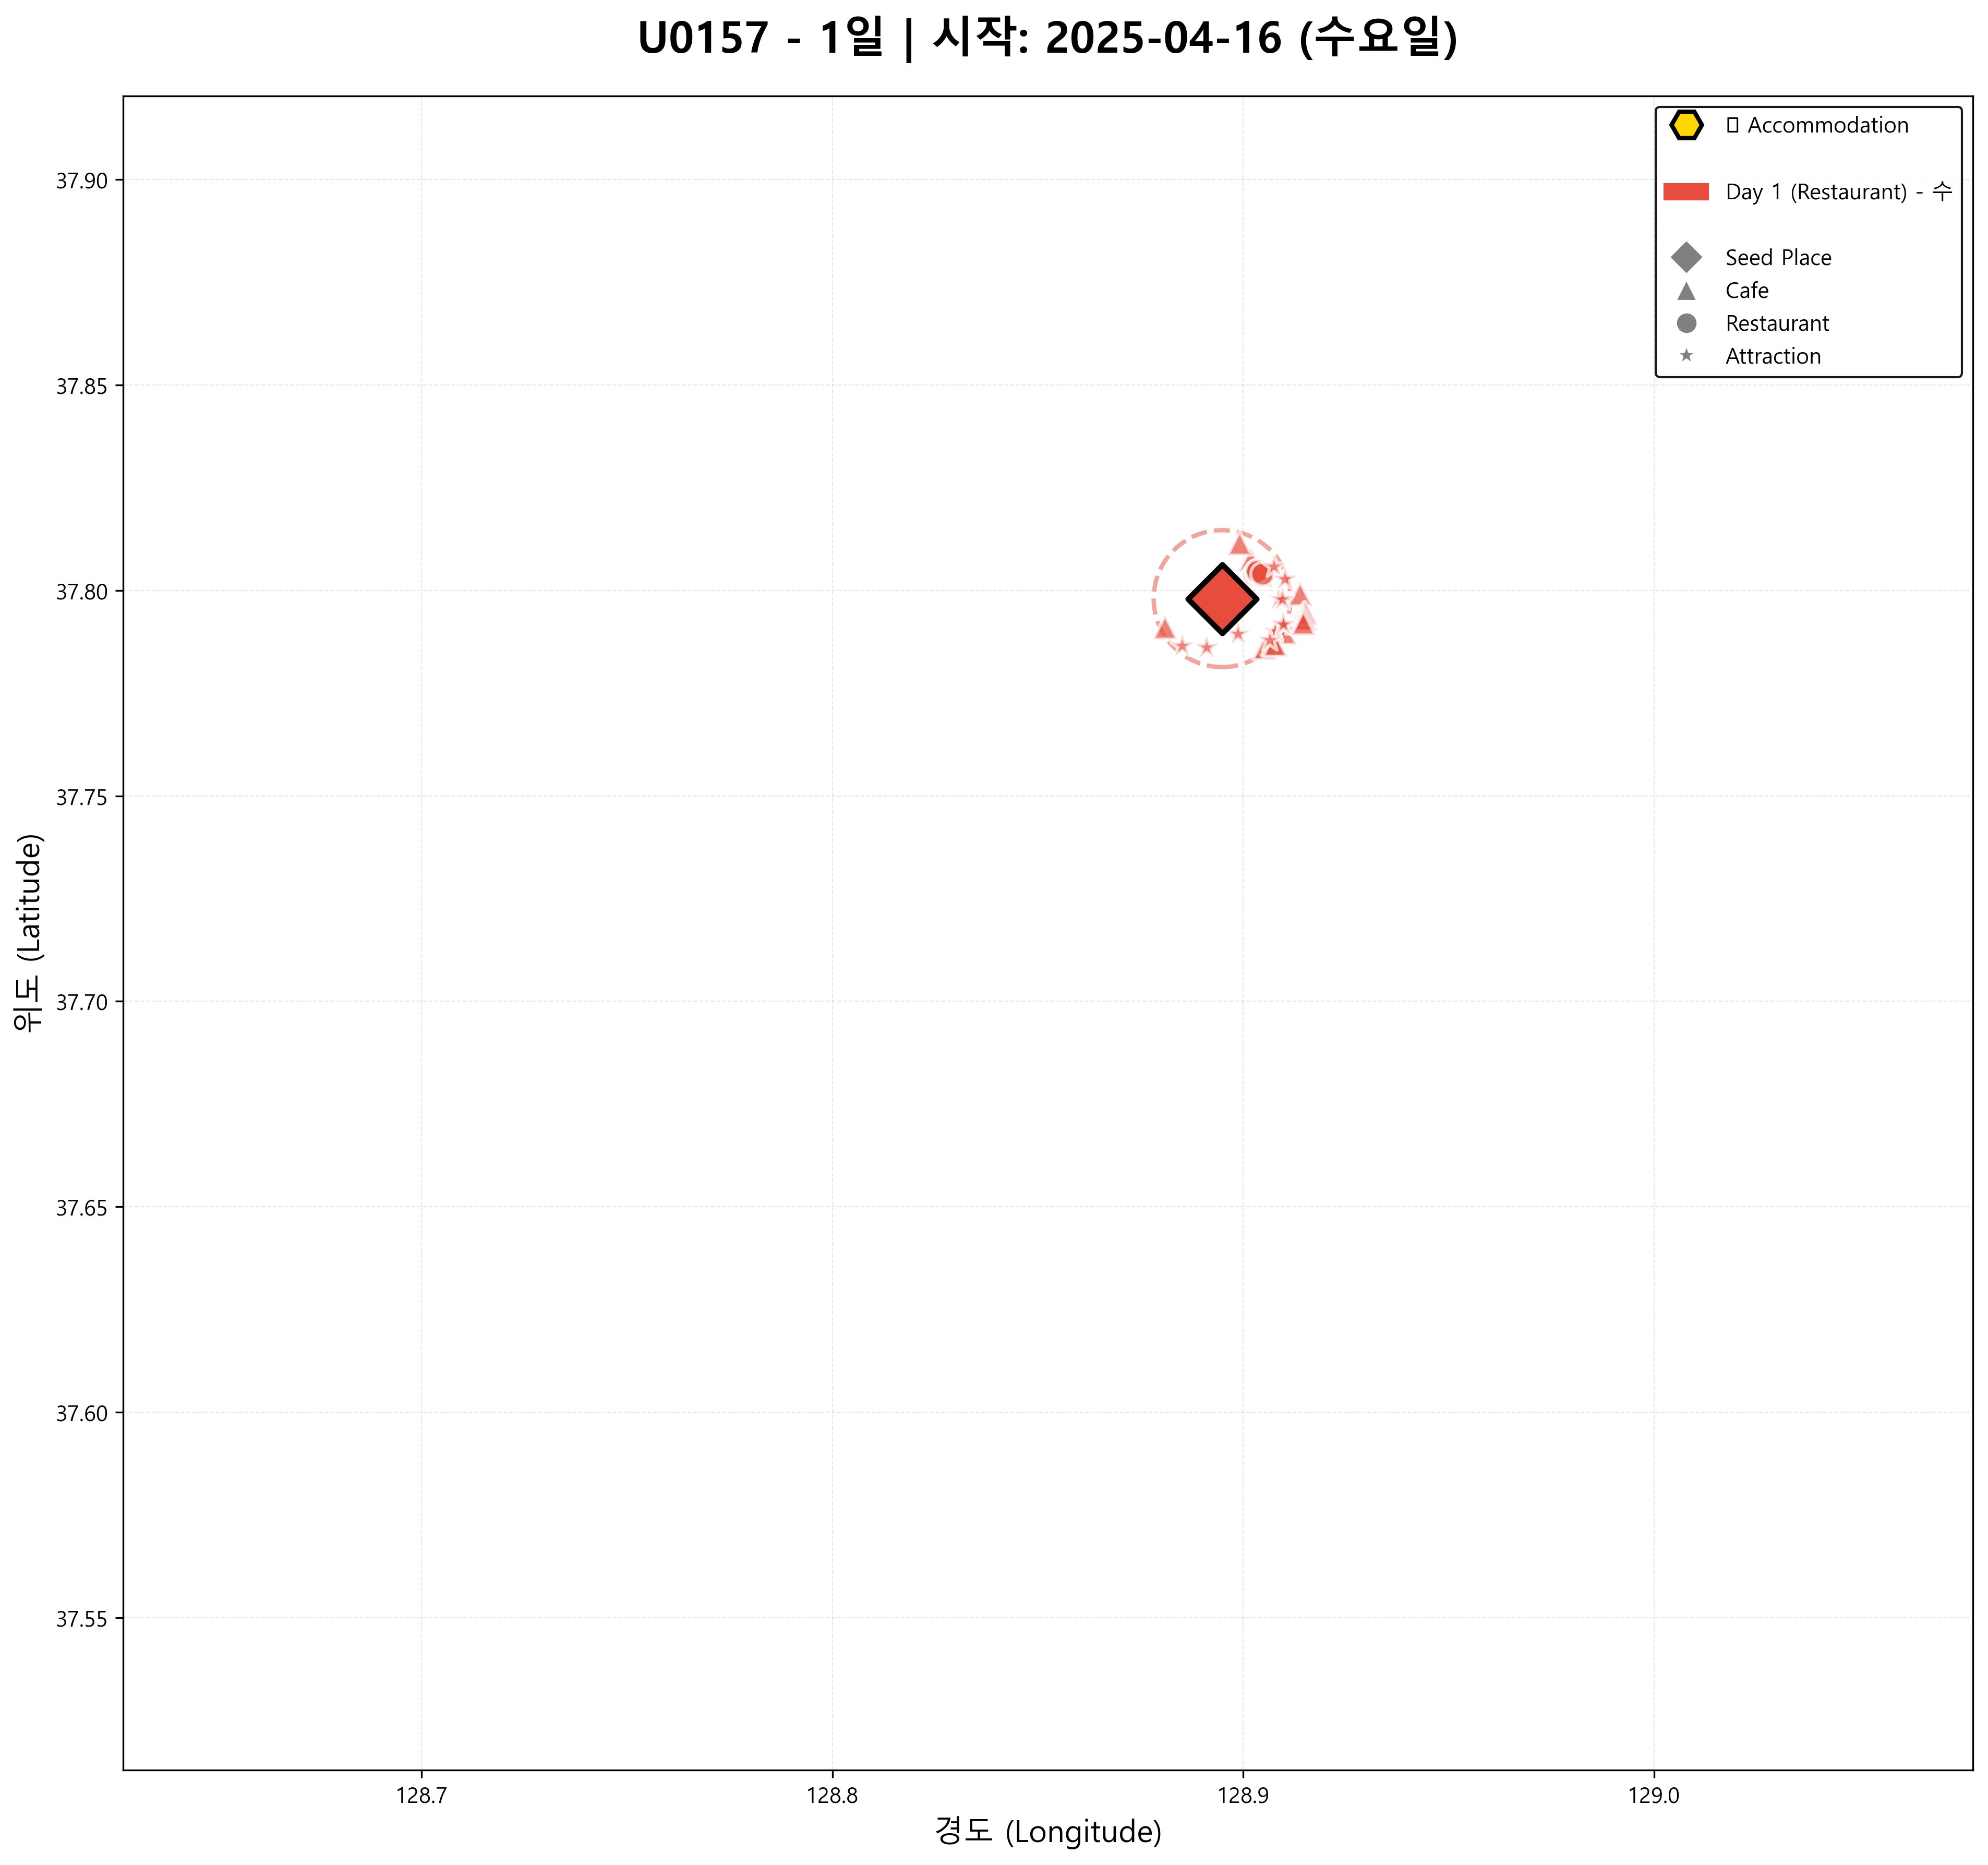 U0157 - 1일 | 시작: 2025-04-16 (수요일)
Accommodation
Day 1 (Restaurant) - 수
Seed Place
Cafe
Restaurant
Attraction
37.90
37.85
37.80
37.75
37.70
37.65
37.60
37.55
위도 (Latitude)
128.7
128.8
128.9
129.0
경도 (Longitude)